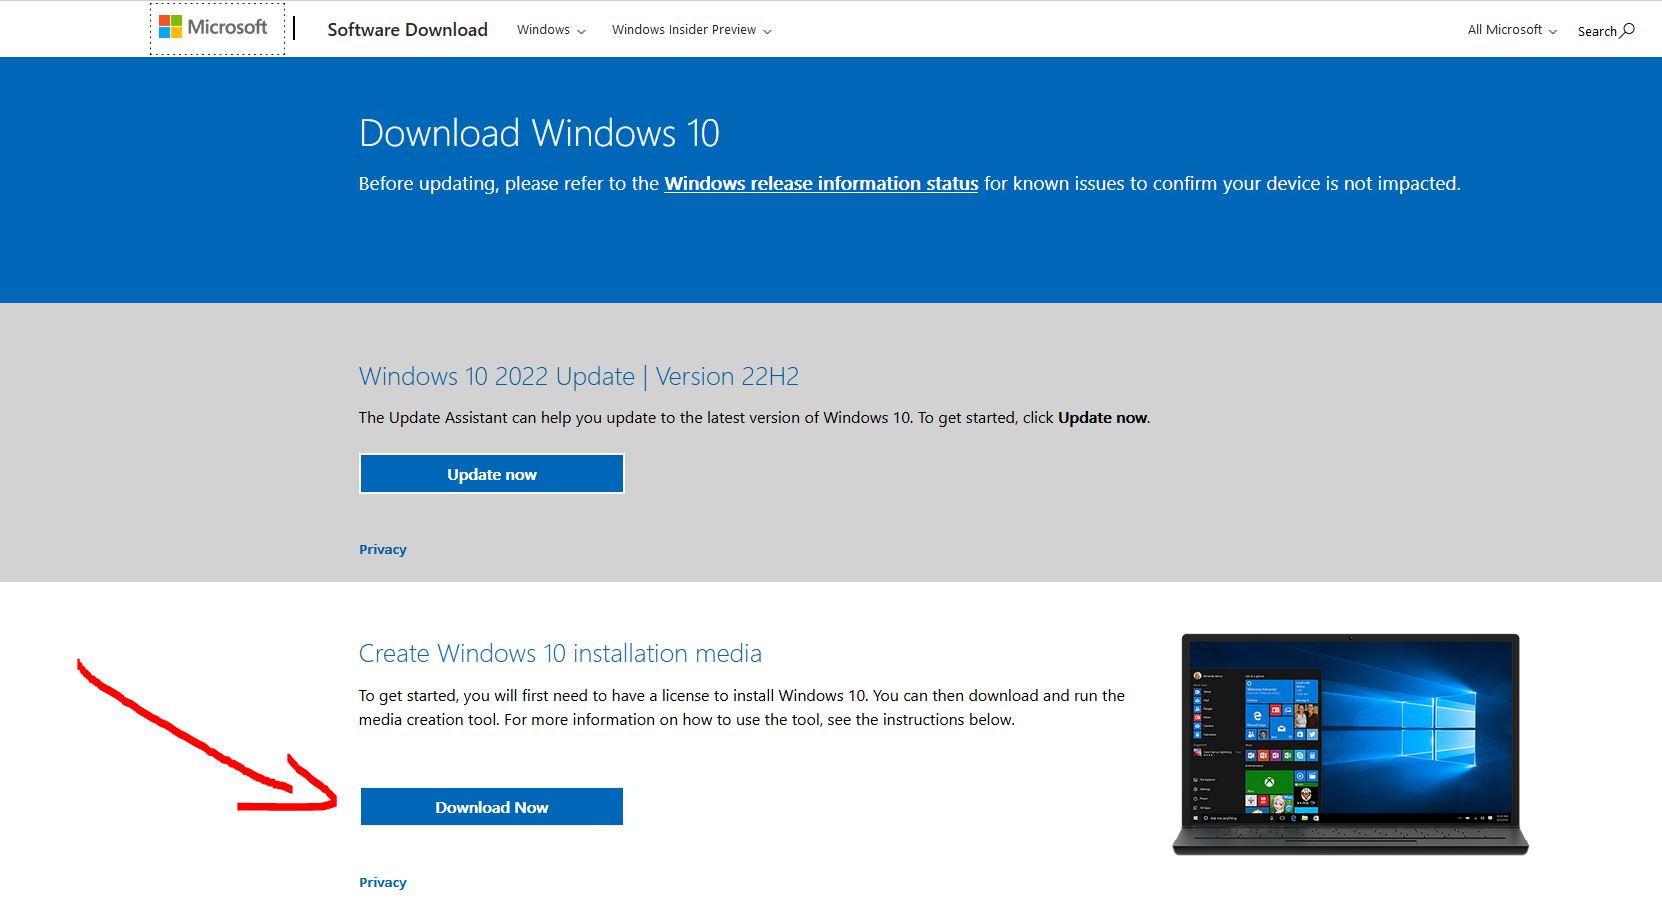 Microsoft
Software Download
Windows
Windows Insider Preview
All Microsoft
Search
Download Windows 10
Before updating, please refer to the Windows release information status for known issues to confirm your device is not impacted.
Windows 10 2022 Update | Version 22H2
The Update Assistant can help you update to the latest version of Windows 10. To get started, click Update now.
Update now
Privacy
Create Windows 10 installation media
To get started, you will first need to have a license to install Windows 10. You can then download and run the
media creation tool. For more information on how to use the tool, see the instructions below.
Download Now
Privacy